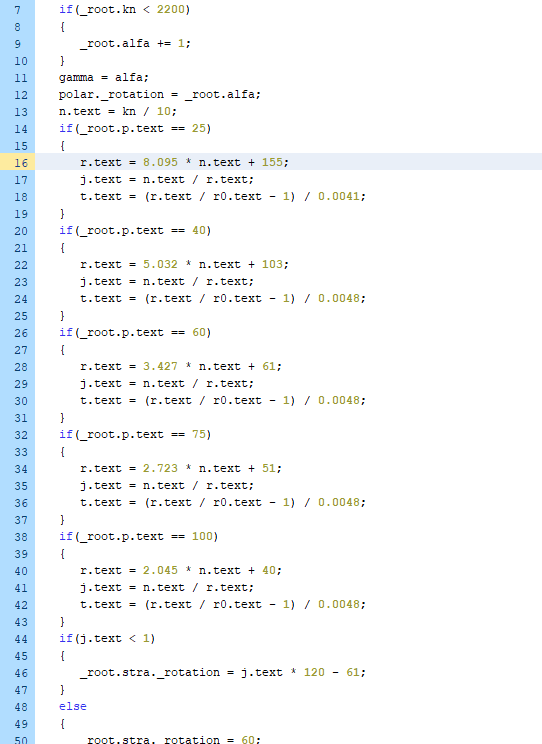 7 if(_root.kn < 2200)
8 {
9 _root.alfa += 1;
10 }
11 gamma = alfa;
12 polar._rotation = _root.alfa;
13 n.text = kn / 10;
14 if(_root.p.text == 25)
15 {
16 r.text = 8.095 * n.text + 155;
17 j.text = n.text / r.text;
18 t.text = (r.text / r0.text - 1) / 0.0041;
19 }
20 if(_root.p.text == 40)
21 {
22 r.text = 5.032 * n.text + 103;
23 j.text = n.text / r.text;
24 t.text = (r.text / r0.text - 1) / 0.0048;
25 }
26 if(_root.p.text == 60)
27 {
28 r.text = 3.427 * n.text + 61;
29 j.text = n.text / r.text;
30 t.text = (r.text / r0.text - 1) / 0.0048;
31 }
32 if(_root.p.text == 75)
33 {
34 r.text = 2.723 * n.text + 51;
35 j.text = n.text / r.text;
36 t.text = (r.text / r0.text - 1) / 0.0048;
37 }
38 if(_root.p.text == 100)
39 {
40 r.text = 2.045 * n.text + 40;
41 j.text = n.text / r.text;
42 t.text = (r.text / r0.text - 1) / 0.0048;
43 }
44 if(j.text < 1)
45 {
46 _root.stra._rotation = j.text * 120 - 61;
47 }
48 else
49 {
50 _root.stra._rotation = 60;